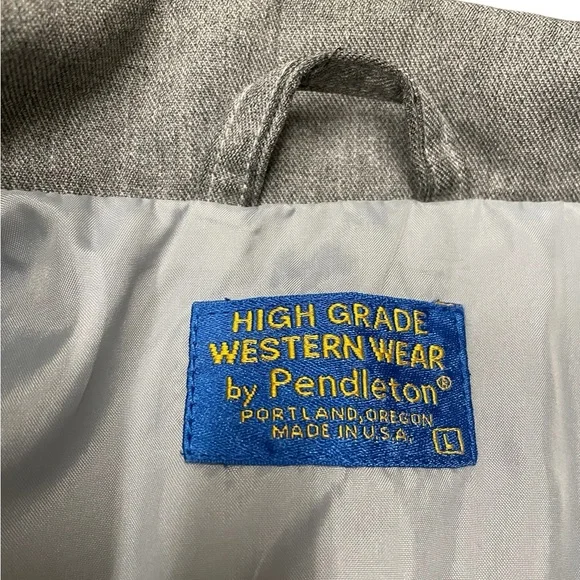 HIGH GRADE
WESTERN WEAR
by Pendleton®
PORTLAND, OREGON
MADE IN U.S.A. L